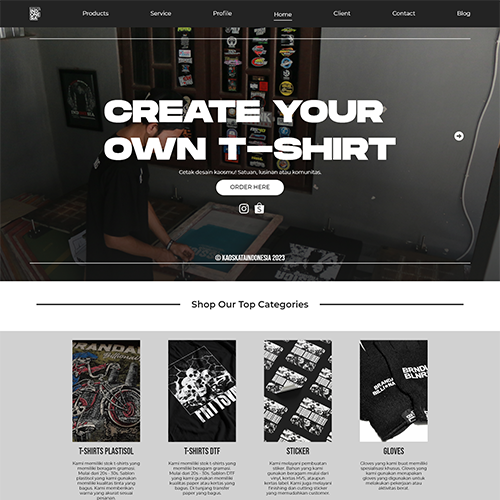 Products Service Profile Home Client Contact Blog
CREATE YOUR
OWN T-SHIRT
Cetak desain kaosmu! Satuan, lusinan atau komunitas.
ORDER HERE
© KAOSKATAINDONESIA 2023
Shop Our Top Categories
T-SHIRTS PLASTISOL
Kami memiliki stok t-shirts yang
memiliki beragam gramasi.
Mulai dari 20s - 30s. Sablon
plastisol yang kami gunakan
memiliki kualitas tinta yang
bagus. Kami memberikan
warna yang akurat sesuai
pesanan.
T-SHIRTS DTF
Kami memiliki stok t-shirts yang
memiliki beragam gramasi.
Mulai dari 20s - 30s. Sablon DTF
yang kami gunakan memiliki
kualitas paper atau kertas yang
bagus. Di topang transfer
paper yang bagus.
STICKER
Kami melayani pembuatan
stiker. Bahan yang kami
gunakan beragam mulai dari
vinyl, kertas HVS, ataupun
kertas label. Kami juga melayani
finishing dan cutting sticker
yang memudahkan customer.
GLOVES
Gloves yang kami buat memiliki
spesialisasi khusus. Gloves yang
kami gunakan merupakan
gloves yang digunakan untuk
melakukan pekerjaan atau
aktivitas berat.